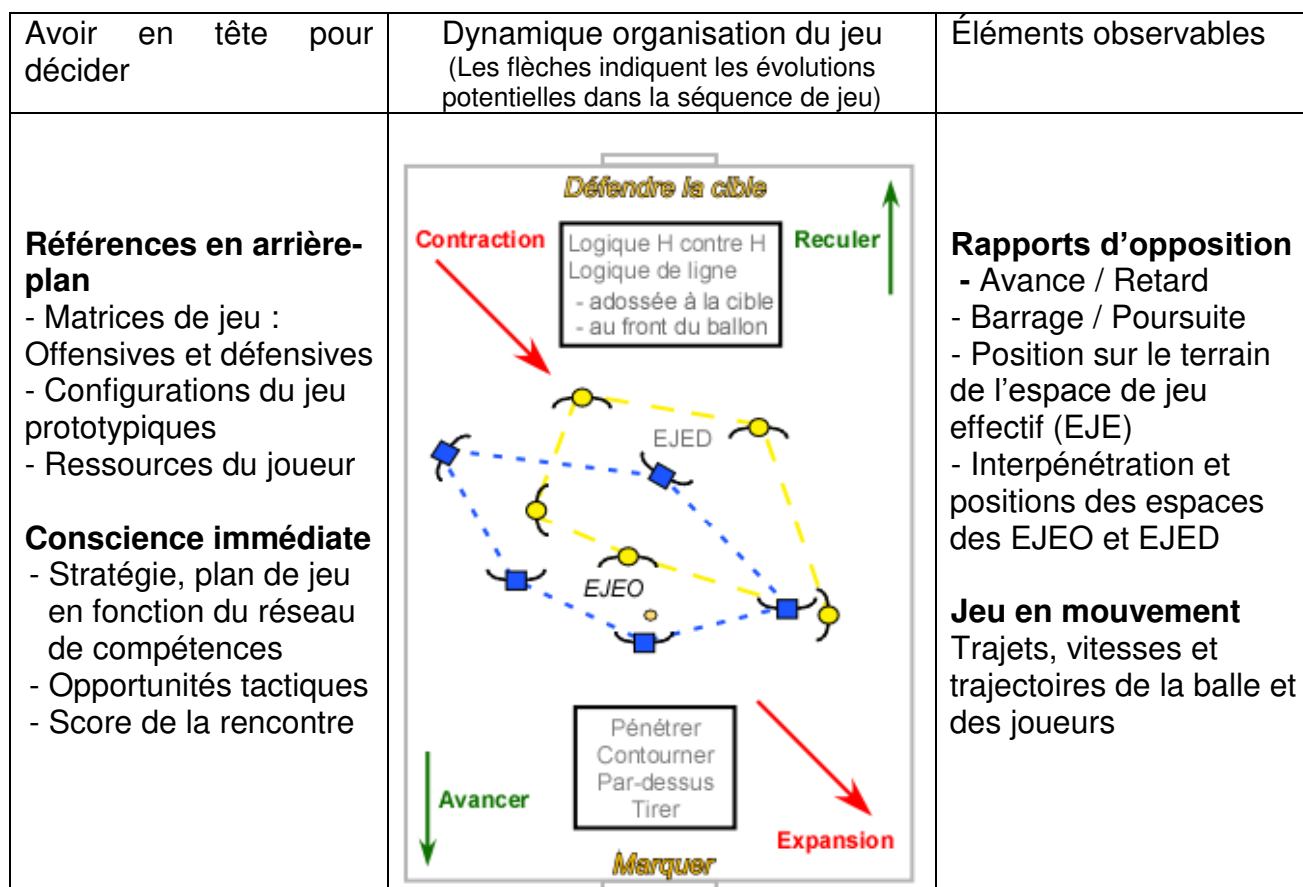 Avoir en tête pour
décider
Dynamique organisation du jeu
(Les flèches indiquent les évolutions
potentielles dans la séquence de jeu)
Éléments observables
Références en arrière-
plan
- Matrices de jeu :
Offensives et défensives
- Configurations du jeu
prototypiques
- Ressources du joueur
Conscience immédiate
- Stratégie, plan de jeu
en fonction du réseau
de compétences
- Opportunités tactiques
- Score de la rencontre
Défendre la cible
Contraction
Logique H contre H
Logique de ligne
- adossée à la cible
- au front du ballon
Reculer
EJED
EJEO
Pénétrer
Contourner
Par-dessus
Tirer
Avancer
Expansion
Marquer
Rapports d'opposition
- Avance / Retard
- Barrage / Poursuite
- Position sur le terrain
de l'espace de jeu
effectif (EJE)
- Interpénétration et
positions des espaces
des EJEO et EJED
Jeu en mouvement
Trajets, vitesses et
trajectoires de la balle et
des joueurs